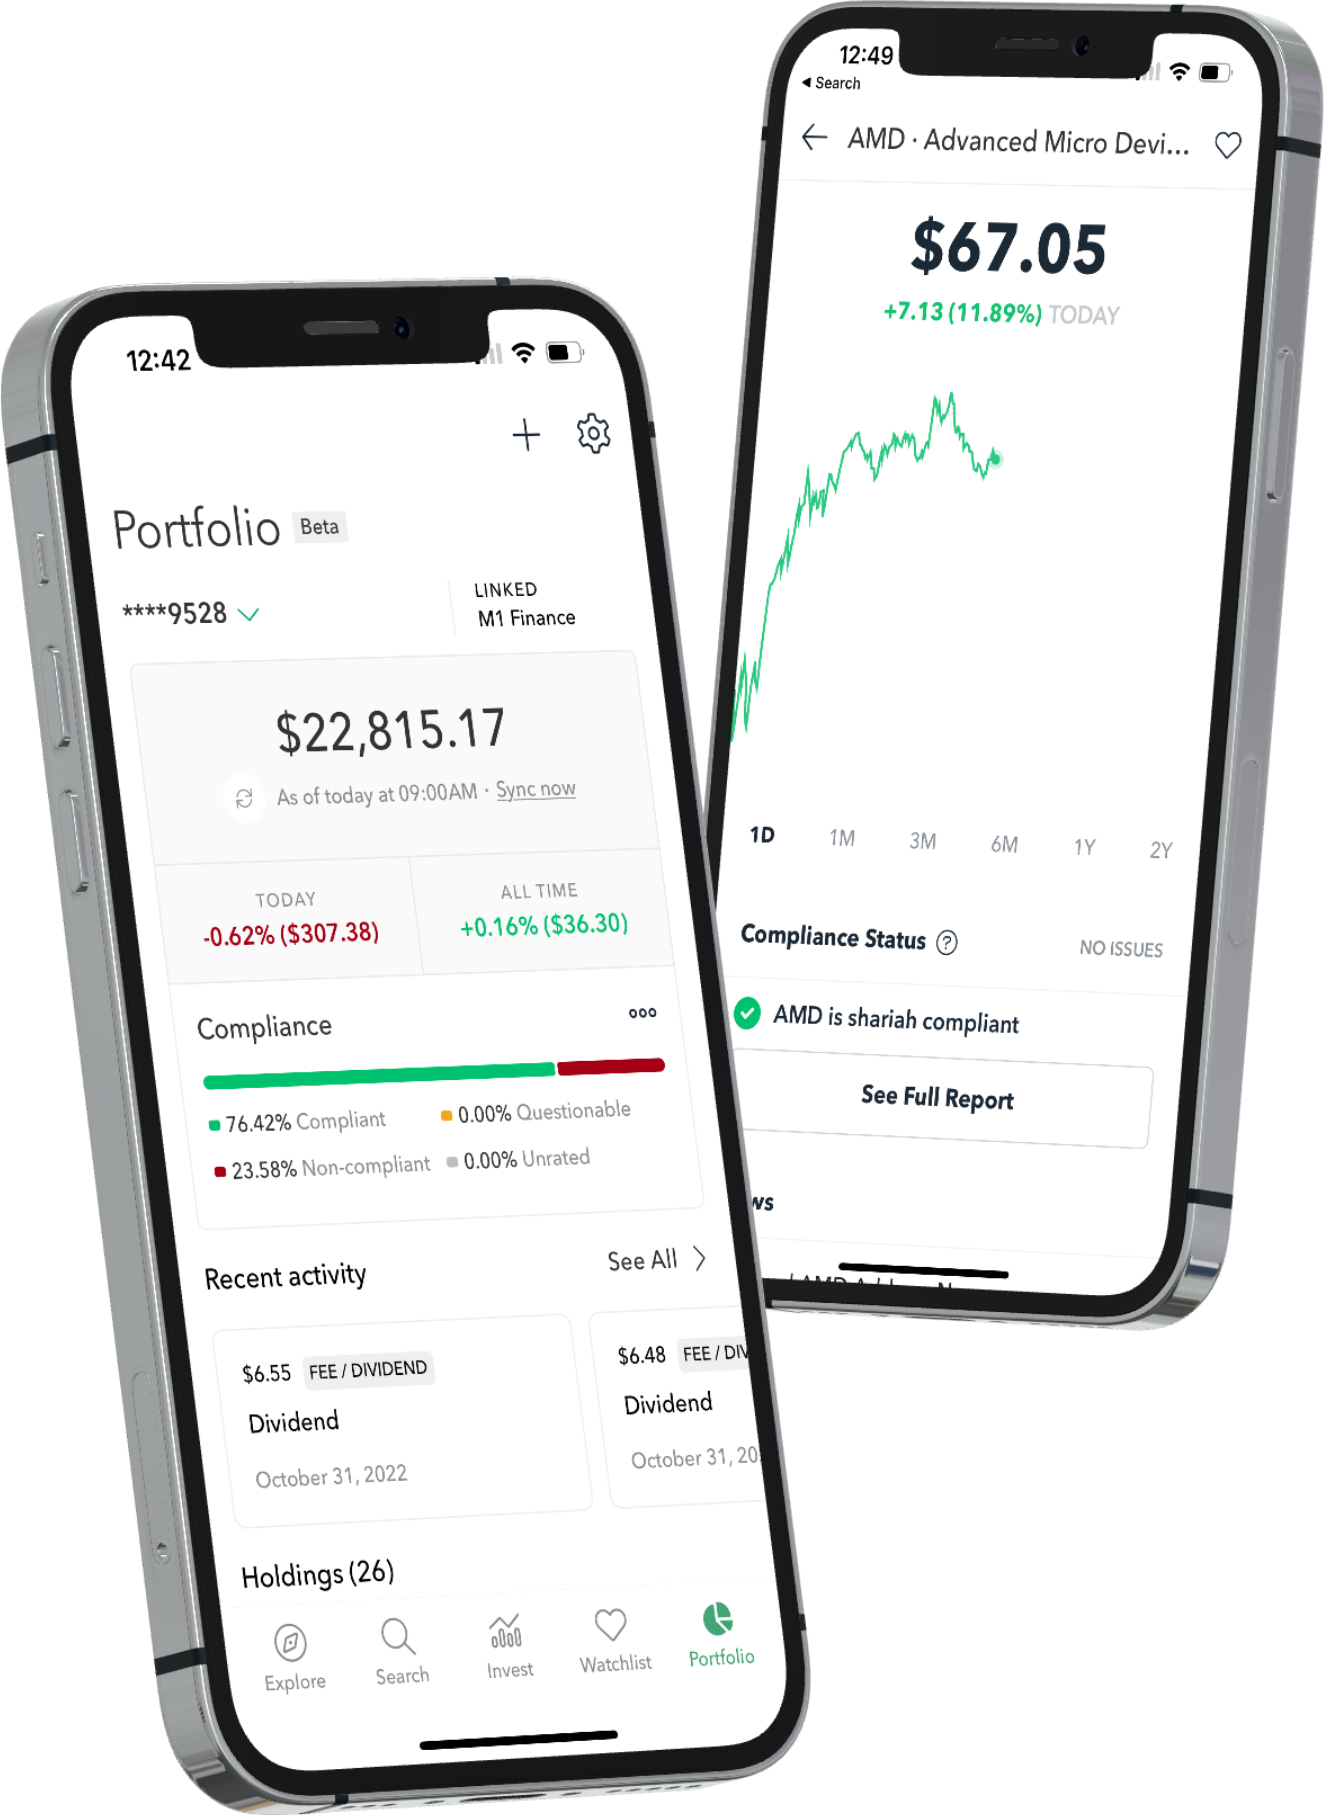 12:42
Portfolio Beta
****9528
LINKED
M1 Finance
$22,815.17
As of today at 09:00AM · Sync now
TODAY
-0.62% ($307.38)
ALL TIME
+0.16% ($36.30)
Compliance
76.42% Compliant
0.00% Questionable
23.58% Non-compliant
0.00% Unrated
Recent activity
See All
$6.55 FEE / DIVIDEND
Dividend
October 31, 2022
$6.48 FEE / DIV
Dividend
October 31, 20
Holdings (26)
Explore
Search
Invest
Watchlist
Portfolio
12:49
Search
AMD · Advanced Micro Devi...
$67.05
+7.13 (11.89%) TODAY
1D 1M 3M 6M 1Y 2Y
Compliance Status ?
NO ISSUES
AMD is shariah compliant
See Full Report
ws